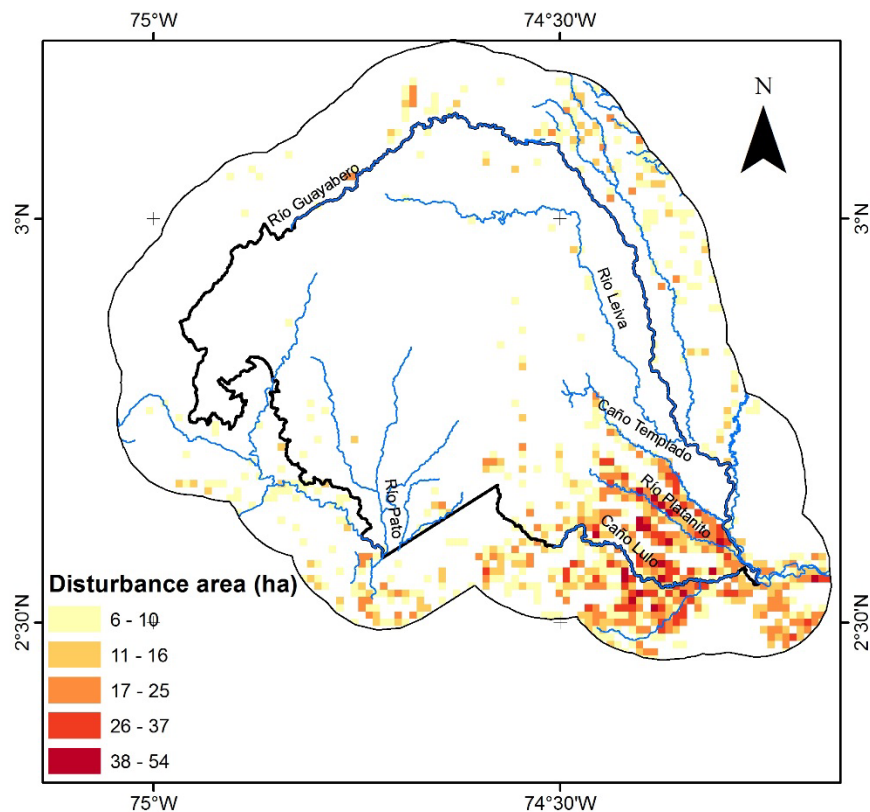 75°W 74°30'W
N
Río Guayabero
3°N 3°N
Río Leiva
Caño Templado
Río Platanito
Río Pato
Caño Lulo
Disturbance area (ha)
6 - 10
11 - 16
17 - 25
26 - 37
38 - 54
2°30'N 2°30'N
75°W 74°30'W